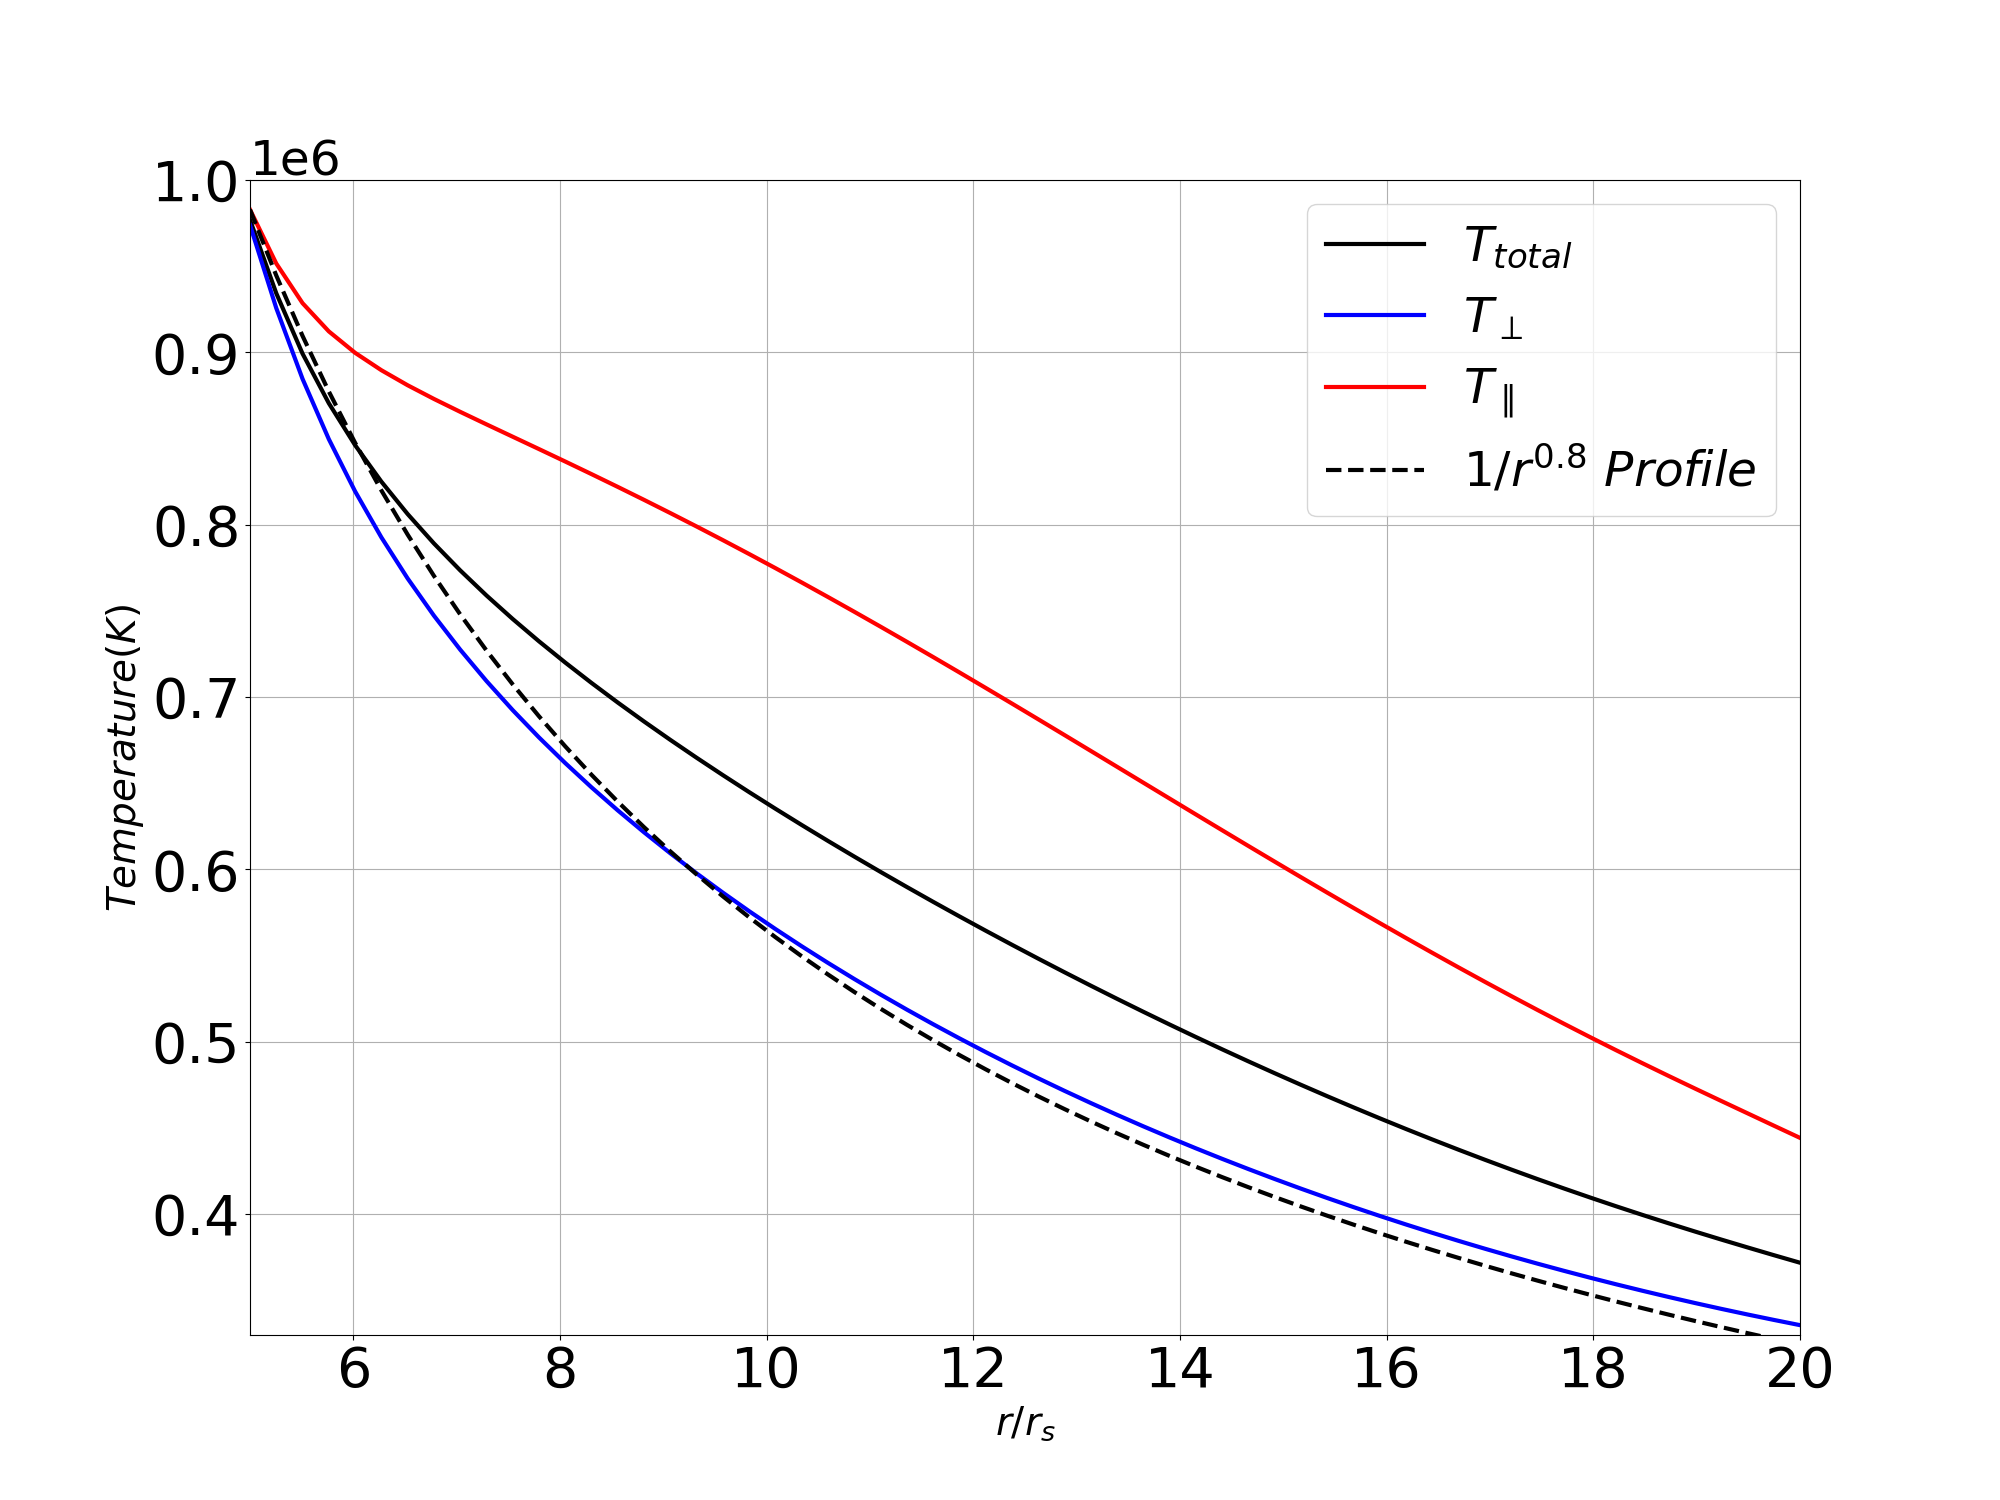 1e6
1.0
0.9
0.8
0.7
0.6
0.5
0.4
Temperature(K)
6 8 10 12 14 16 18 20
r/r_s
T_total
T_⊥
T_∥
1/r^0.8 Profile